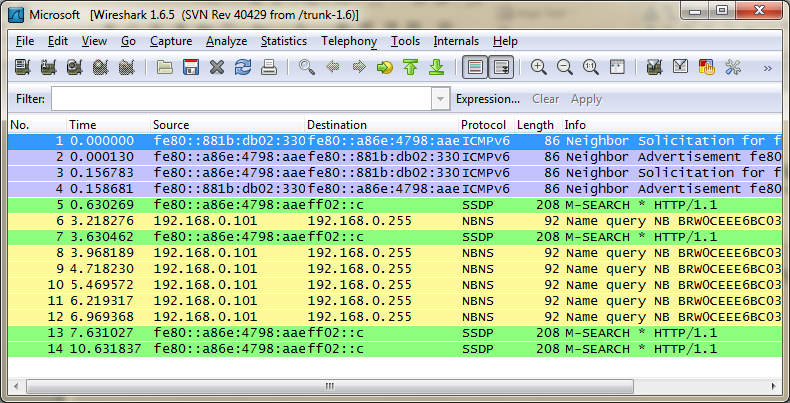 Microsoft [Wireshark 1.6.5 (SVN Rev 40429 from /trunk-1.6)]
File Edit View Go Capture Analyze Statistics Telephony Tools Internals Help
Filter: Expression... Clear Apply
No. Time Source Destination Protocol Length Info
1 0.000000 fe80::881b:db02:330 fe80::a86e:4798:aae ICMPv6 86 Neighbor Solicitation for f
2 0.000130 fe80::a86e:4798:aae fe80::881b:db02:330 ICMPv6 86 Neighbor Advertisement fe80
3 0.156783 fe80::a86e:4798:aae fe80::881b:db02:330 ICMPv6 86 Neighbor Solicitation for f
4 0.158681 fe80::881b:db02:330 fe80::a86e:4798:aae ICMPv6 86 Neighbor Advertisement fe80
5 0.630269 fe80::a86e:4798:aae ff02::c SSDP 208 M-SEARCH * HTTP/1.1
6 3.218276 192.168.0.101 192.168.0.255 NBNS 92 Name query NB BRW0CEEE6BC03
7 3.630462 fe80::a86e:4798:aae ff02::c SSDP 208 M-SEARCH * HTTP/1.1
8 3.968189 192.168.0.101 192.168.0.255 NBNS 92 Name query NB BRW0CEEE6BC03
9 4.718230 192.168.0.101 192.168.0.255 NBNS 92 Name query NB BRW0CEEE6BC03
10 5.469572 192.168.0.101 192.168.0.255 NBNS 92 Name query NB BRW0CEEE6BC03
11 6.219317 192.168.0.101 192.168.0.255 NBNS 92 Name query NB BRW0CEEE6BC03
12 6.969368 192.168.0.101 192.168.0.255 NBNS 92 Name query NB BRW0CEEE6BC03
13 7.631027 fe80::a86e:4798:aae ff02::c SSDP 208 M-SEARCH * HTTP/1.1
14 10.631837 fe80::a86e:4798:aae ff02::c SSDP 208 M-SEARCH * HTTP/1.1